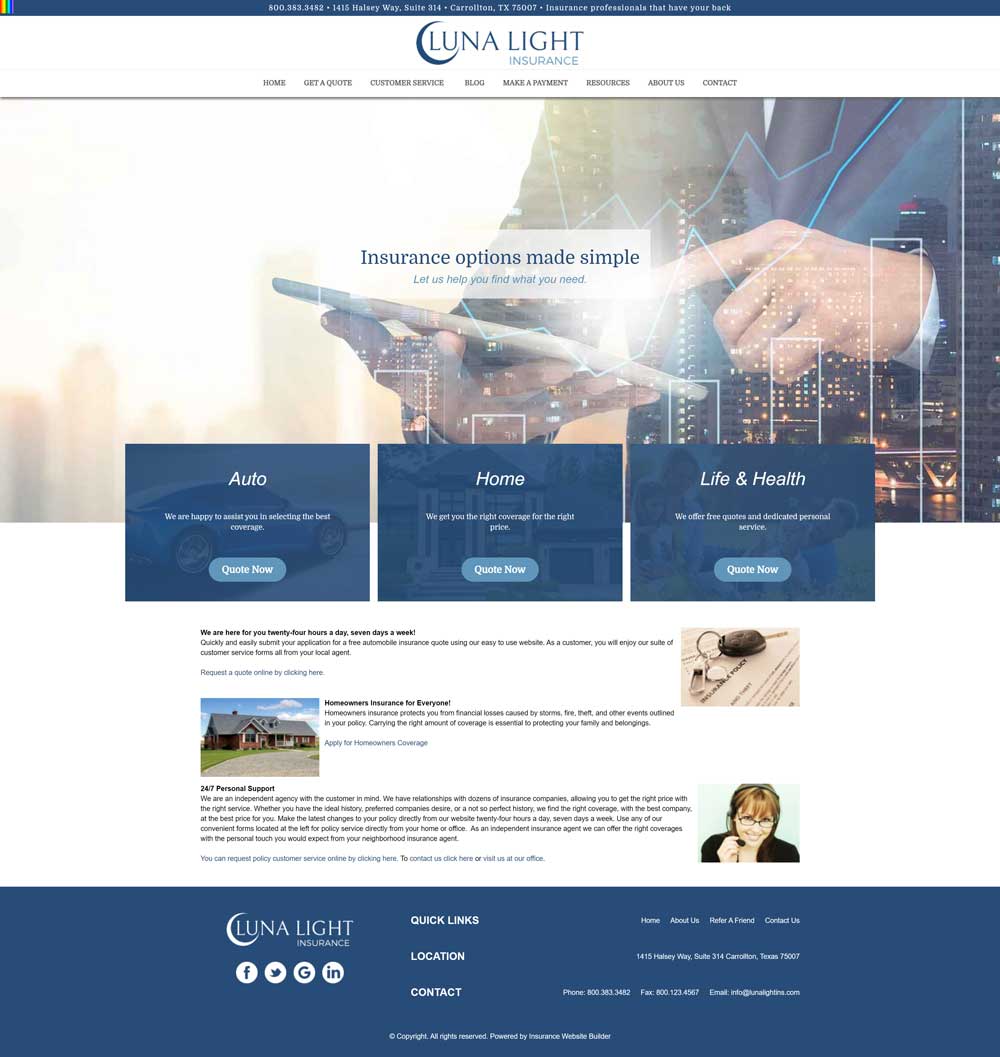 800.383.3482 • 1415 Halsey Way, Suite 314 • Carrollton, TX 75007 • Insurance professionals that have your back
LUNA LIGHT
INSURANCE
HOME GET A QUOTE CUSTOMER SERVICE BLOG MAKE A PAYMENT RESOURCES ABOUT US CONTACT
Insurance options made simple
Let us help you find what you need.
Auto
We are happy to assist you in selecting the best
coverage.
Quote Now
Home
We get you the right coverage for the right
price.
Quote Now
Life & Health
We offer free quotes and dedicated personal
service.
Quote Now
We are here for you twenty-four hours a day, seven days a week!
Quickly and easily submit your application for a free automobile insurance quote using our easy to use website. As a customer, you will enjoy our suite of
customer service forms all from your local agent.
Request a quote online by clicking here.
INSURANCE POLICY
AND THEFT
Homeowners Insurance for Everyone!
Homeowners insurance protects you from financial losses caused by storms, fire, theft, and other events outlined
in your policy. Carrying the right amount of coverage is essential to protecting your family and belongings.
Apply for Homeowners Coverage
24/7 Personal Support
We are an independent agency with the customer in mind. We have relationships with dozens of insurance companies, allowing you to get the right price with
the right service. Whether you have the ideal history, preferred companies desire, or a not so perfect history, we find the right coverage, with the best company,
at the best price for you. Make the latest changes to your policy directly from our website twenty-four hours a day, seven days a week. Use any of our
convenient forms located at the left for policy service directly from your home or office. As an independent insurance agent we can offer the right coverages
with the personal touch you would expect from your neighborhood insurance agent.
You can request policy customer service online by clicking here. To contact us click here or visit us at our office.
LUNA LIGHT
INSURANCE
f G in
QUICK LINKS
Home About Us Refer A Friend Contact Us
LOCATION
1415 Halsey Way, Suite 314 Carrollton, Texas 75007
CONTACT
Phone: 800.383.3482 Fax: 800.123.4567 Email: info@lunalightins.com
© Copyright. All rights reserved. Powered by Insurance Website Builder